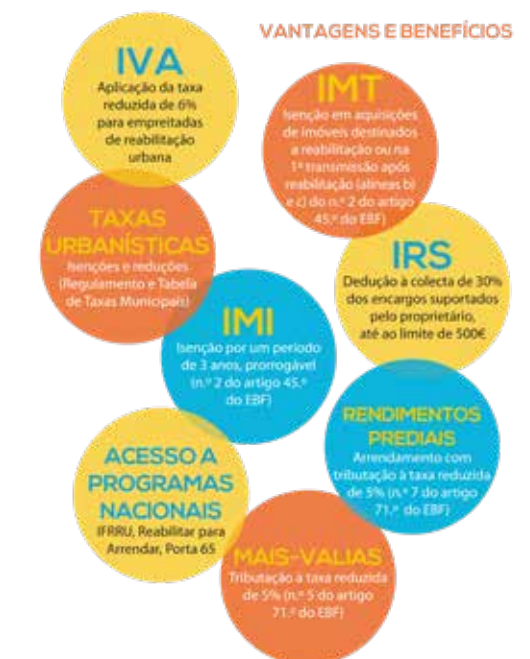 VANTAGENS E BENEFÍCIOS
IVA
Aplicação da taxa
reduzida de 6%
para empreitadas
de reabilitação
urbana
IMT
Isenção em aquisições
de imóveis destinados
a reabilitação ou na
1ª transmissão após
reabilitação (alíneas b)
e c) do n.º 2 do artigo
45.º do EBF)
TAXAS
URBANÍSTICAS
Isenções e reduções
(Regulamento e Tabela
de Taxas Municipais)
IRS
Dedução à colecta de 30%
dos encargos suportados
pelo proprietário,
até ao limite de 500€
IMI
Isenção por um período
de 3 anos, prorrogável
(n.º 2 do artigo 45.º
do EBF)
RENDIMENTOS
PREDIAIS
Arrendamento com
tributação à taxa reduzida
de 5% (n.º 7 do artigo
71.º do EBF)
ACESSO A
PROGRAMAS
NACIONAIS
IFRRU, Reabilitar para
Arrendar, Porta 65
MAIS-VALIAS
Tributação à taxa reduzida
de 5% (n.º 5 do artigo
71.º do EBF)